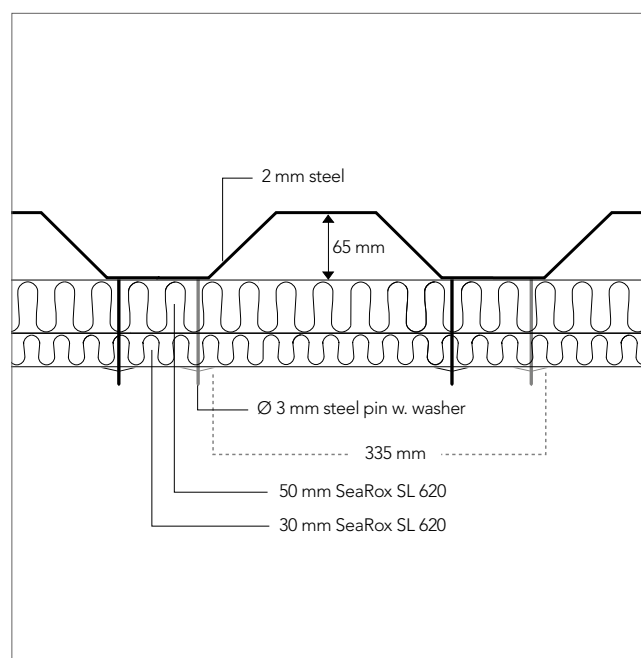 2 mm steel
65 mm
Ø 3 mm steel pin w. washer
335 mm
50 mm SeaRox SL 620
30 mm SeaRox SL 620